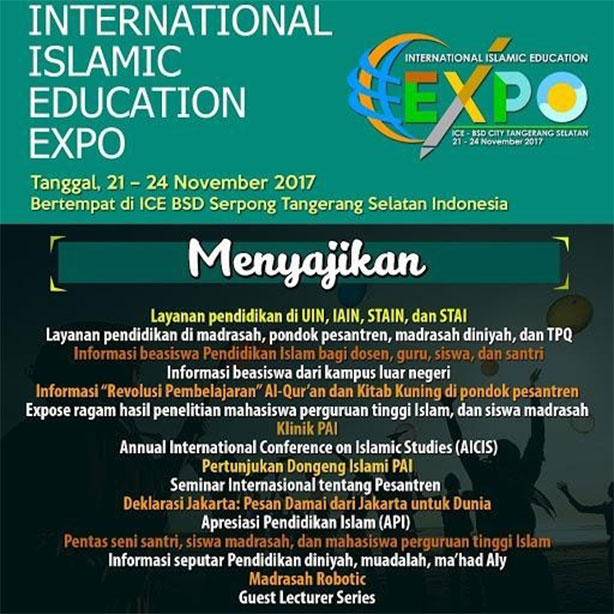 INTERNATIONAL
ISLAMIC
EDUCATION
EXPO
INTERNATIONAL ISLAMIC EDUCATION
EXPO
ICE - BSD CITY TANGERANG SELATAN
21 - 24 November 2017
Tanggal, 21 – 24 November 2017
Bertempat di ICE BSD Serpong Tangerang Selatan Indonesia
Menyajikan
Layanan pendidikan di UIN, IAIN, STAIN, dan STAI
Layanan pendidikan di madrasah, pondok pesantren, madrasah diniyah, dan TPQ
Informasi beasiswa Pendidikan Islam bagi dosen, guru, siswa, dan santri
Informasi beasiswa dari kampus luar negeri
Informasi “Revolusi Pembelajaran” Al-Qur’an dan Kitab Kuning di pondok pesantren
Expose ragam hasil penelitian mahasiswa perguruan tinggi Islam, dan siswa madrasah
Klinik PAI
Annual International Conference on Islamic Studies (AICIS)
Pertunjukan Dongeng Islami PAI
Seminar Internasional tentang Pesantren
Deklarasi Jakarta: Pesan Damai dari Jakarta untuk Dunia
Apresiasi Pendidikan Islam (API)
Pentas seni santri, siswa madrasah, dan mahasiswa perguruan tinggi Islam
Informasi seputar Pendidikan diniyah, muadalah, ma’had Aly
Madrasah Robotic
Guest Lecturer Series